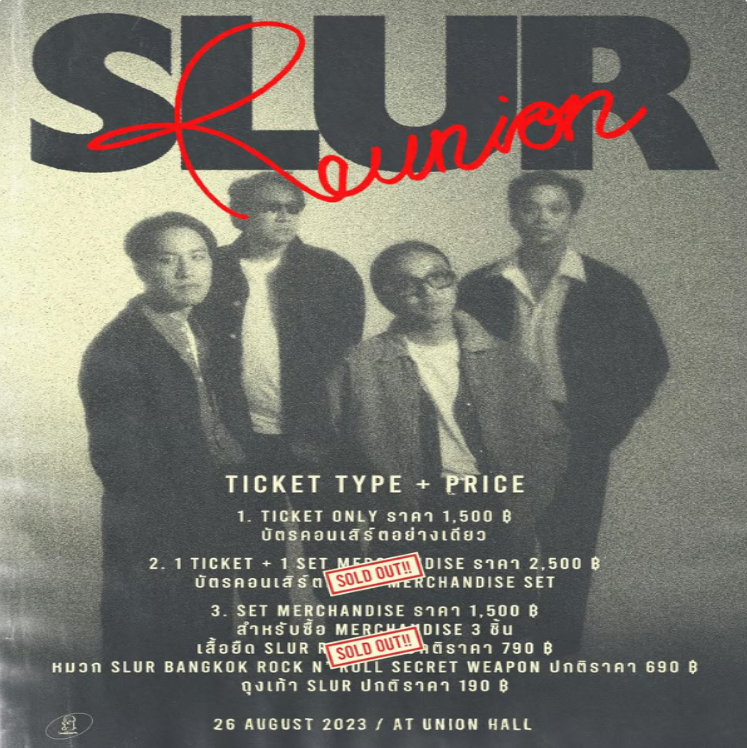 SLUR
Reunion
TICKET TYPE + PRICE
1. TICKET ONLY ราคา 1,500 ฿
บัตรคอนเสิร์ตอย่างเดียว
2. 1 TICKET + 1 SET MERCHANDISE ราคา 2,500 ฿
SOLD OUT!!
บัตรคอนเสิร์ต MERCHANDISE SET
3. SET MERCHANDISE ราคา 1,500 ฿
สำหรับซื้อ MERCHANDISE 3 ชิ้น
SOLD OUT!!
เสื้อยืด SLUR ราคา 790 ฿
หมวก SLUR BANGKOK ROCK N' ROLL SECRET WEAPON ปกติราคา 690 ฿
ถุงเท้า SLUR ปกติราคา 190 ฿
26 AUGUST 2023 / AT UNION HALL